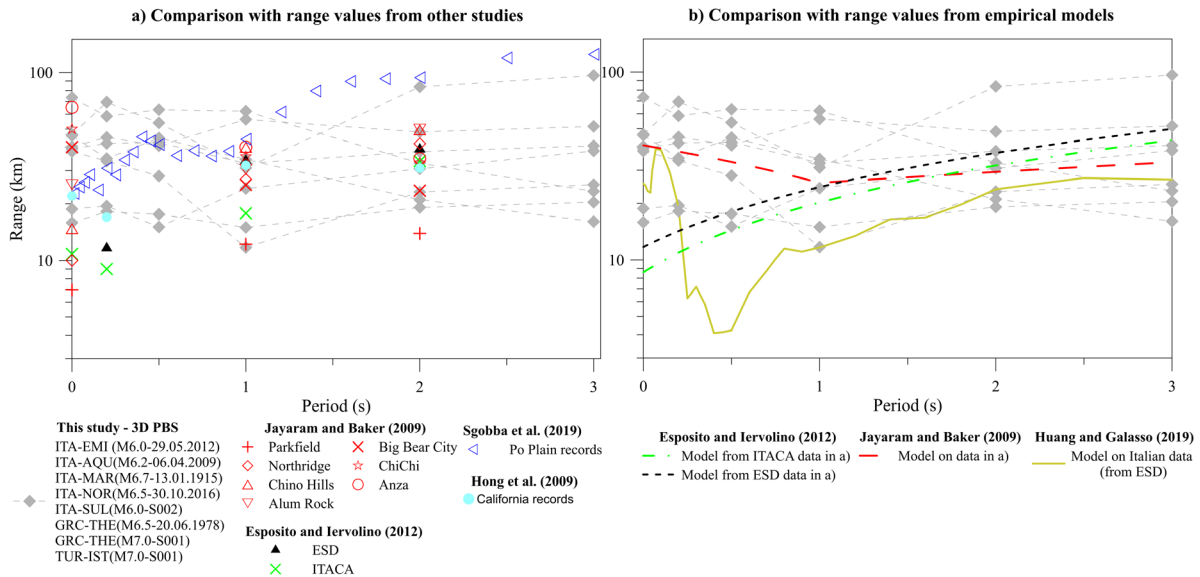 a) Comparison with range values from other studies
b) Comparison with range values from empirical models
100
10
Range (km)
0
1
2
3
Period (s)
100
10
0
1
2
3
Period (s)
This study - 3D PBS
ITA-EMI (M6.0-29.05.2012)
ITA-AQU(M6.2-06.04.2009)
ITA-MAR(M6.7-13.01.1915)
ITA-NOR(M6.5-30.10.2016)
ITA-SUL(M6.0-S002)
GRC-THE(M6.5-20.06.1978)
GRC-THE(M7.0-S001)
TUR-IST(M7.0-S001)
Jayaram and Baker (2009)
Parkfield
Northridge
Chino Hills
Alum Rock
Big Bear City
ChiChi
Anza
Esposito and Iervolino (2012)
ESD
ITACA
Sgobba et al. (2019)
Po Plain records
Hong et al. (2009)
California records
Esposito and Iervolino (2012)
Model from ITACA data in a)
Model from ESD data in a)
Jayaram and Baker (2009)
Model on data in a)
Huang and Galasso (2019)
Model on Italian data
(from ESD)